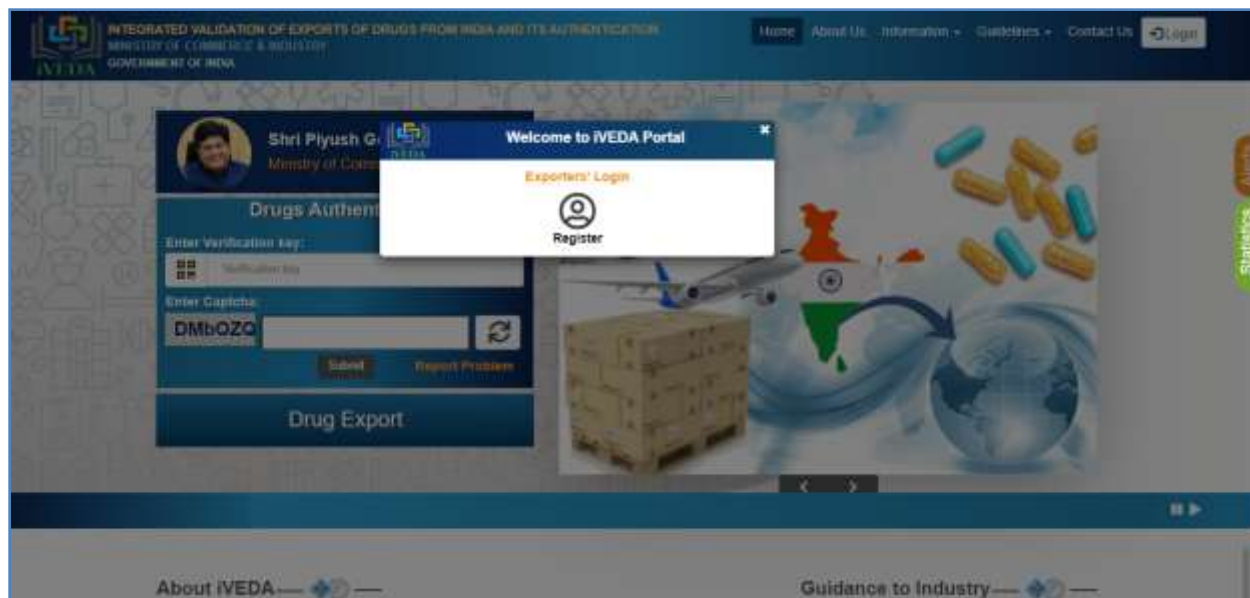 INTEGRATED VALIDATION OF EXPORTS OF DRUGS FROM INDIA AND ITS AUTHENTICATION
MINISTRY OF COMMERCE & INDUSTRY
GOVERNMENT OF INDIA
iVEDA
Home About Us Information Guidelines Contact Us Login
Shri Piyush G
Ministry of Com
iVEDA
Welcome to iVEDA Portal
Exporters' Login
Register
Drugs Authent
Enter Verification key:
Verification key
Enter Captcha:
DMbOZQ
Submit Report Problem
Drug Export
Alerts
Statistics
About iVEDA
Guidance to Industry